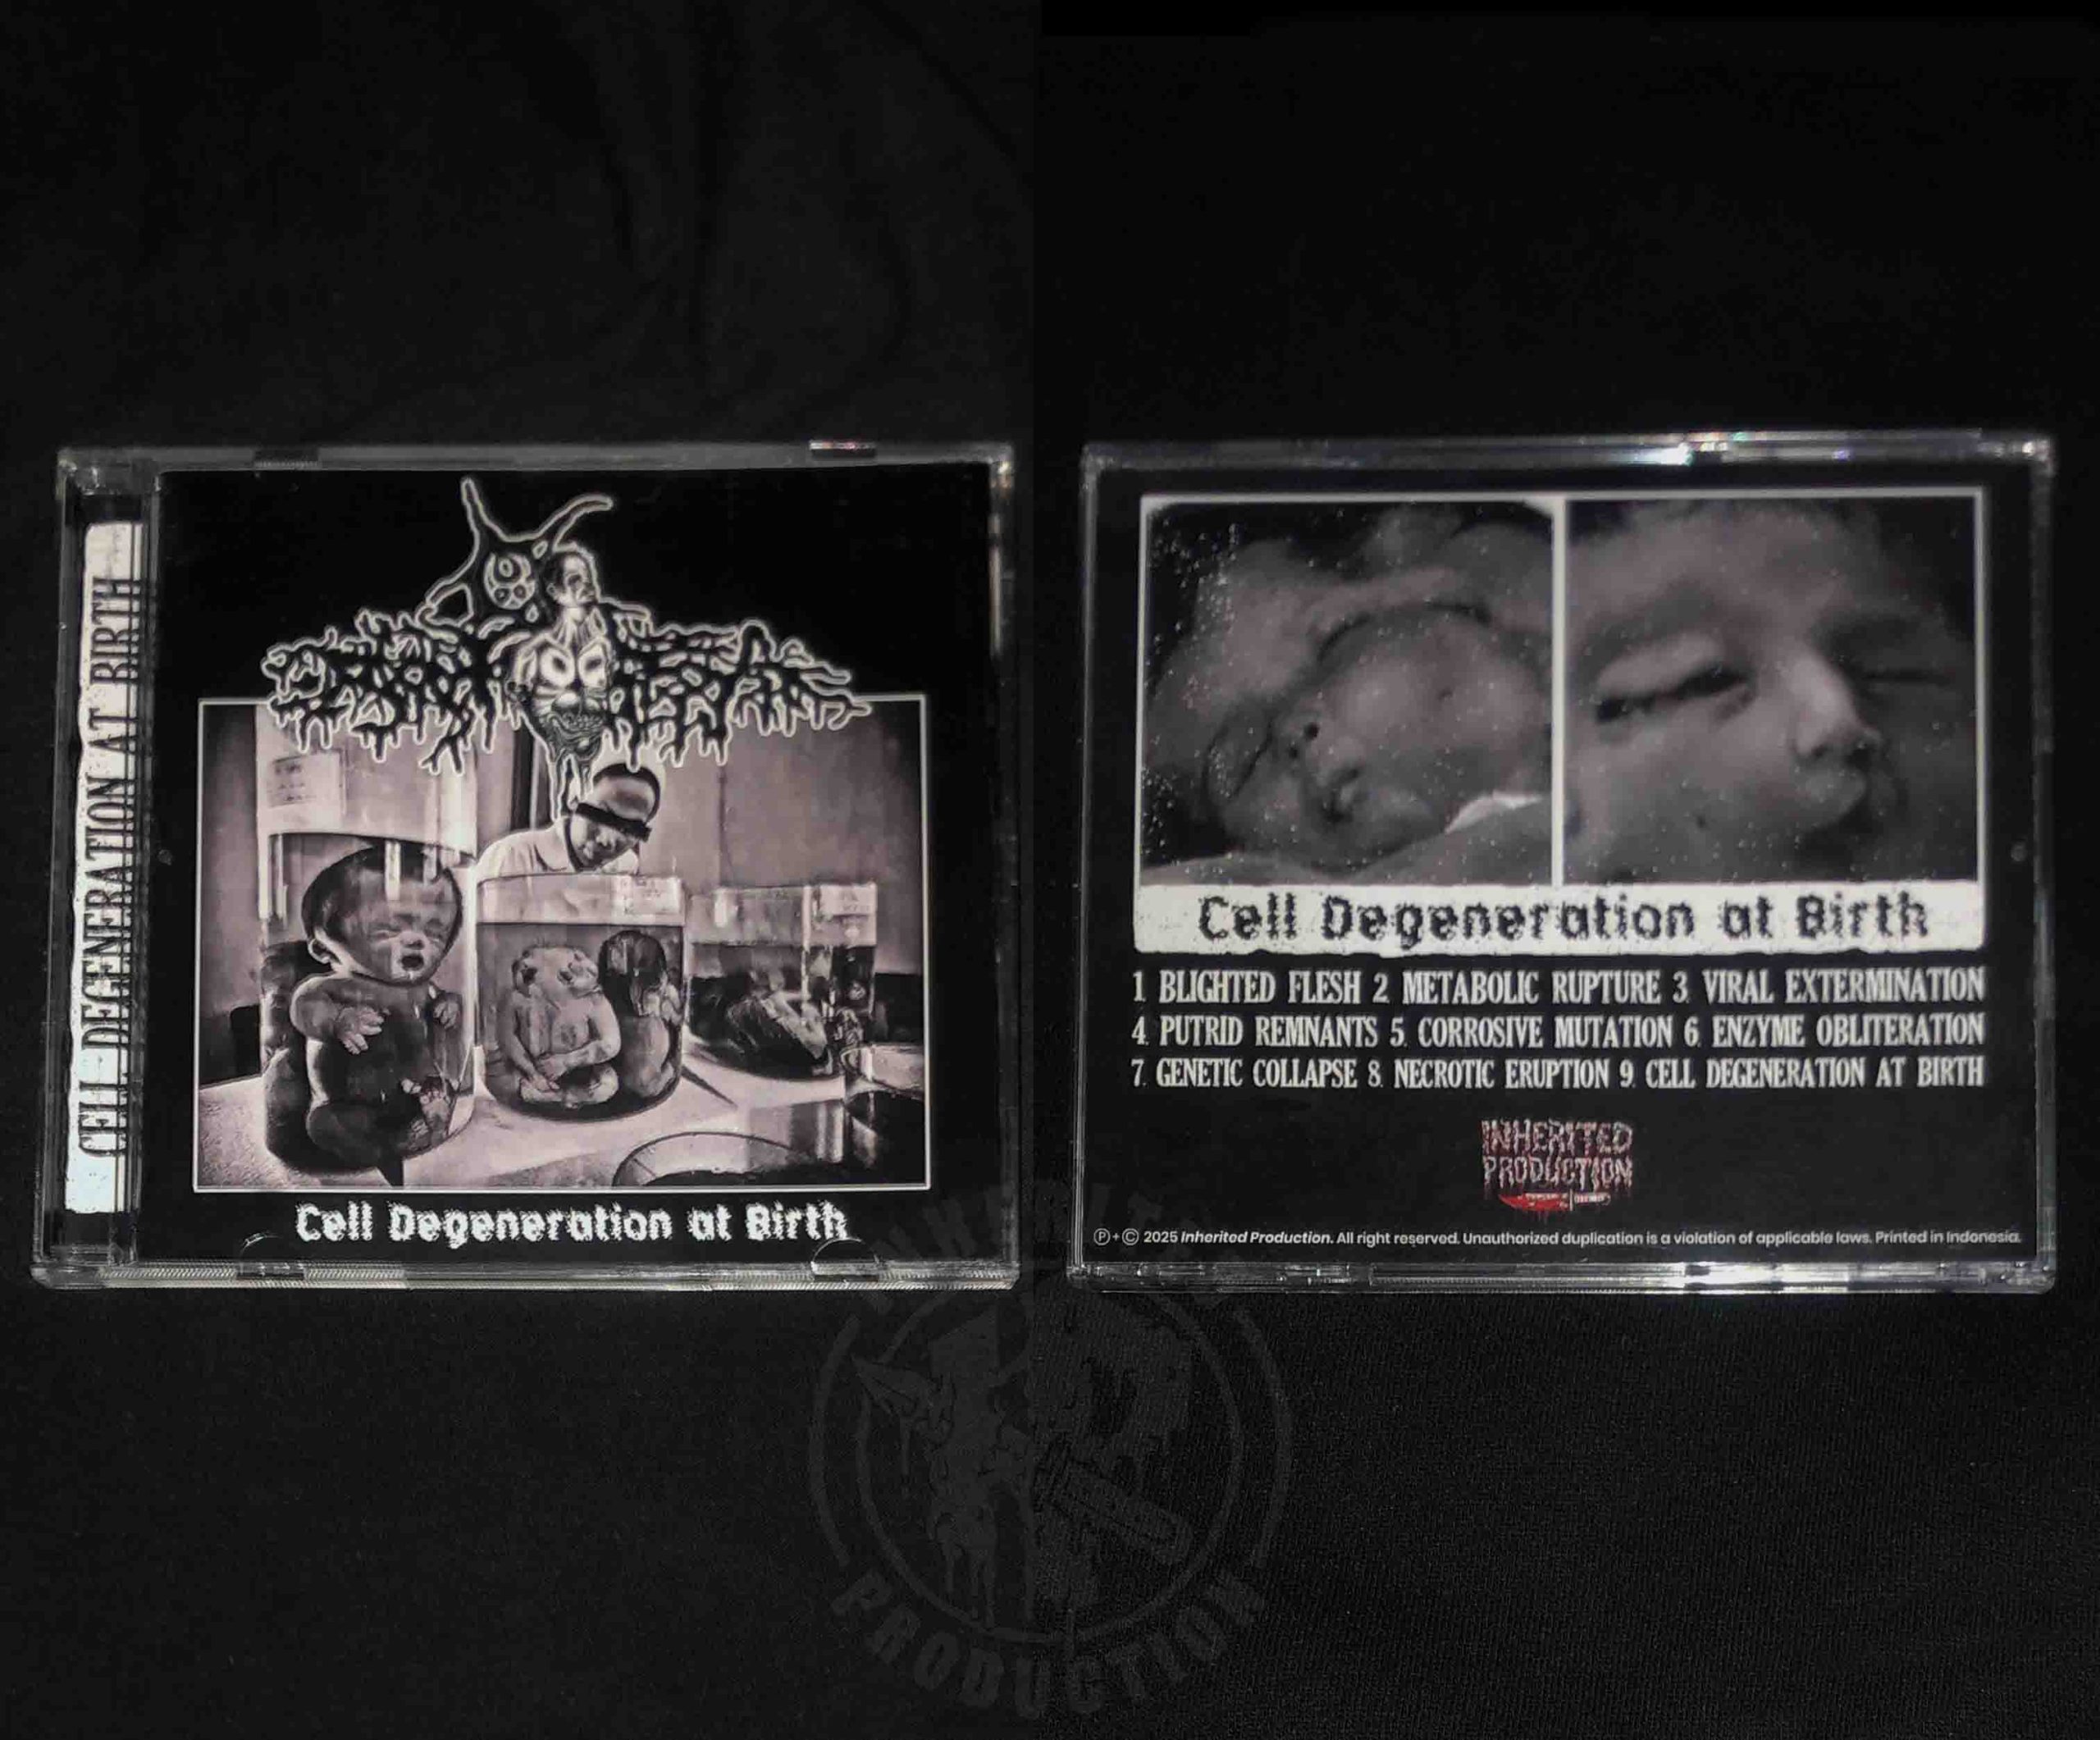 CELL DEGENERATION AT BIRTH
Cell Degeneration at Birth
Cell Degeneration at Birth
1. BLIGHTED FLESH 2. METABOLIC RUPTURE 3. VIRAL EXTERMINATION
4. PUTRID REMNANTS 5. CORROSIVE MUTATION 6. ENZYME OBLITERATION
7. GENETIC COLLAPSE 8. NECROTIC ERUPTION 9. CELL DEGENERATION AT BIRTH
INHERITED
PRODUCTION
Ⓟ+© 2025 Inherited Production. All right reserved. Unauthorized duplication is a violation of applicable laws. Printed in Indonesia.
INHERITED
PRODUCTION